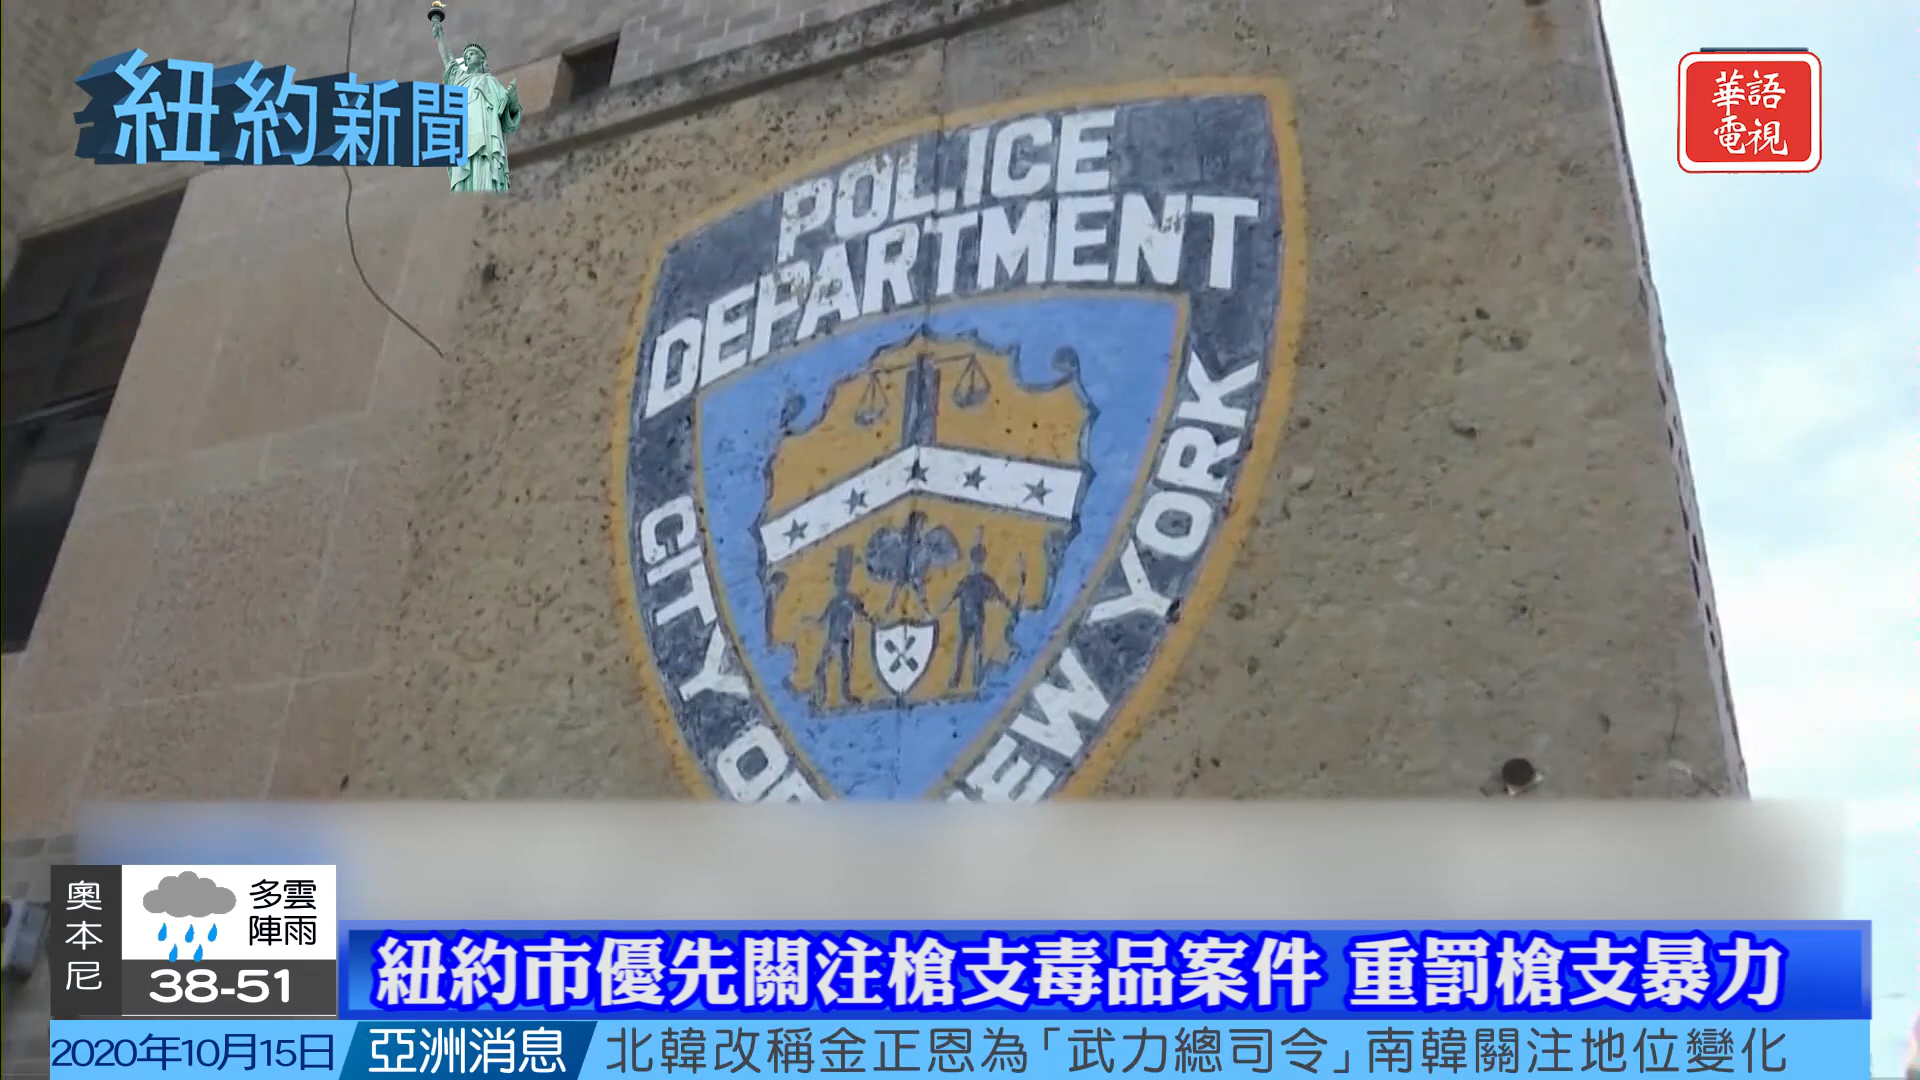 紐約新聞
華語
電視
POLICE
DEPARTMENT
CITY OF
NEW YORK
奧本尼
多雲
陣雨
38-51
紐約市優先關注槍支毒品案件 重罰槍支暴力
2020年10月15日
亞洲消息
北韓改稱金正恩為「武力總司令」南韓關注地位變化